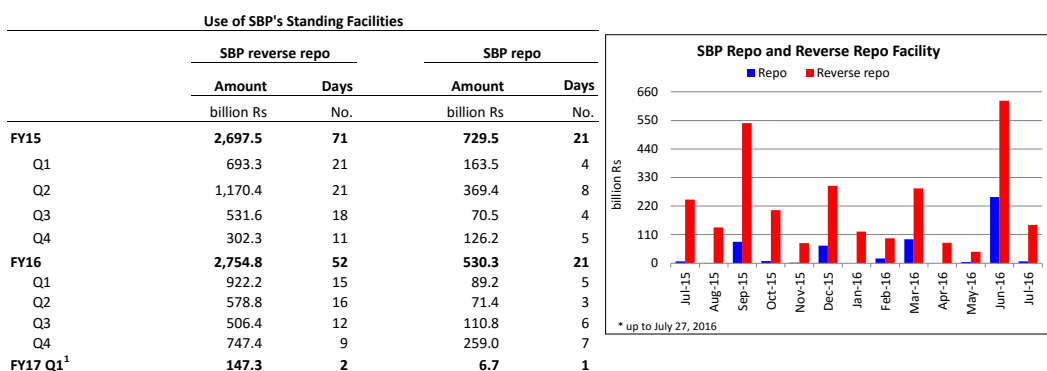 Use of SBP's Standing Facilities
SBP reverse repo SBP repo
Amount Days Amount Days
billion Rs No. billion Rs No.
FY15 2,697.5 71 729.5 21
Q1 693.3 21 163.5 4
Q2 1,170.4 21 369.4 8
Q3 531.6 18 70.5 4
Q4 302.3 11 126.2 5
FY16 2,754.8 52 530.3 21
Q1 922.2 15 89.2 5
Q2 578.8 16 71.4 3
Q3 506.4 12 110.8 6
Q4 747.4 9 259.0 7
FY17 Q1¹ 147.3 2 6.7 1
SBP Repo and Reverse Repo Facility
Repo Reverse repo
660
550
440
330
220
110
0
billion Rs
Jul-15 Aug-15 Sep-15 Oct-15 Nov-15 Dec-15 Jan-16 Feb-16 Mar-16 Apr-16 May-16 Jun-16 Jul-16
* up to July 27, 2016